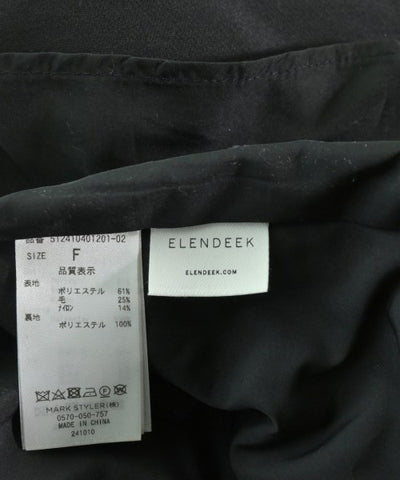 品番 512410401201-02
SIZE F
品質表示
表地
ポリエステル 61%
毛 25%
ナイロン 14%
裏地
ポリエステル 100%
MARK STYLER(株)
0570-050-757
MADE IN CHINA
241010
ELENDEEK
ELENDEEK.COM